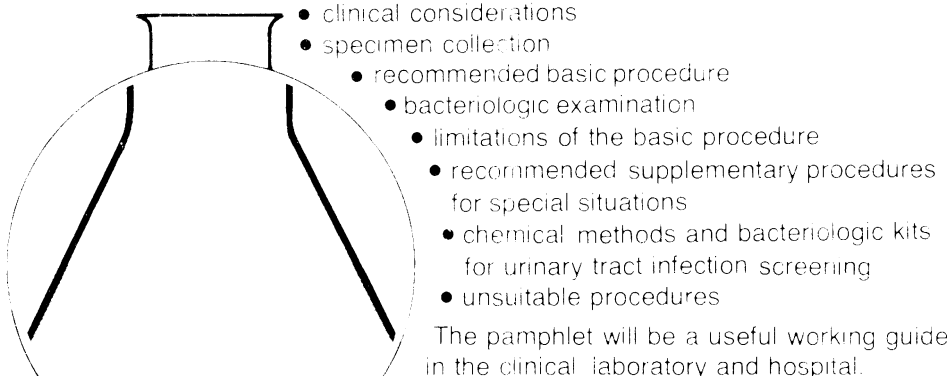 • clinical considerations
• specimen collection
• recommended basic procedure
• bacteriologic examination
• limitations of the basic procedure
• recommended supplementary procedures
for special situations
• chemical methods and bacteriologic kits
for urinary tract infection screening
• unsuitable procedures
The pamphlet will be a useful working guide
in the clinical laboratory and hospital.